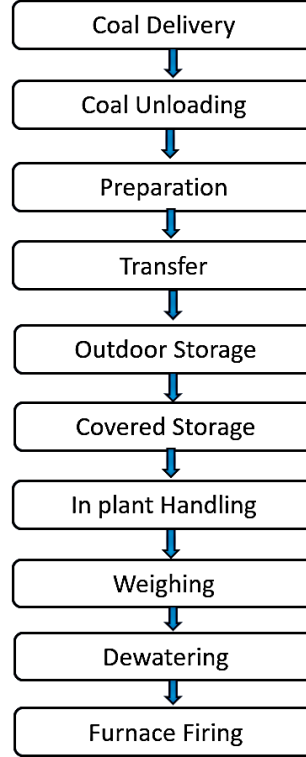 Coal Delivery
Coal Unloading
Preparation
Transfer
Outdoor Storage
Covered Storage
In plant Handling
Weighing
Dewatering
Furnace Firing